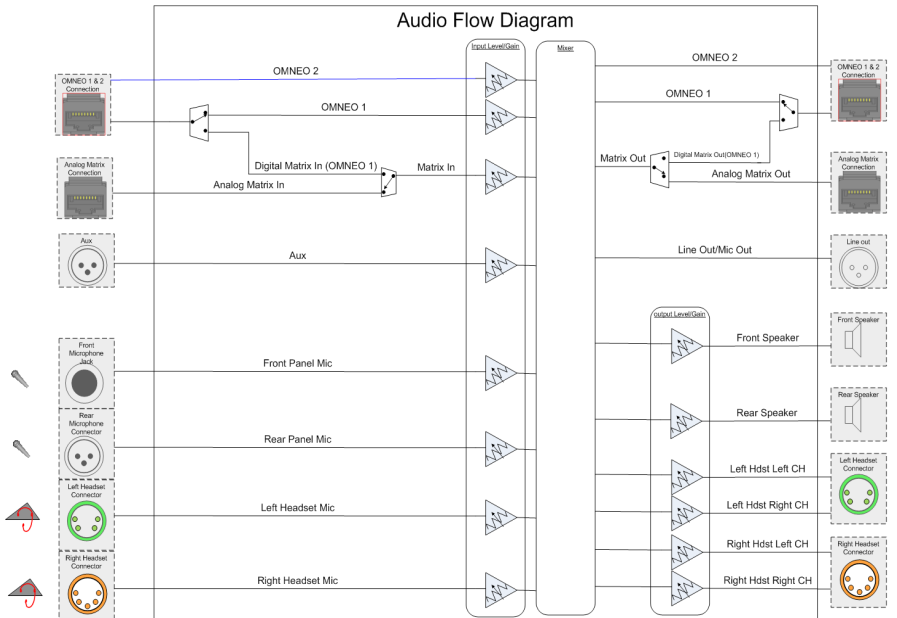 Audio Flow Diagram
Input Level/Gain
Mixer
OMNEO 1 & 2
Connection
OMNEO 2
OMNEO 1
Digital Matrix In (OMNEO 1)
Matrix In
Analog Matrix
Connection
Analog Matrix In
Aux
Aux
Front
Microphone
Jack
Front Panel Mic
Rear
Microphone
Connector
Rear Panel Mic
Left Headset
Connector
Left Headset Mic
Right Headset
Connector
Right Headset Mic
OMNEO 2
OMNEO 1 & 2
Connection
OMNEO 1
Matrix Out
Digital Matrix Out(OMNEO 1)
Analog Matrix Out
Analog Matrix
Connection
Line Out/Mic Out
Line out
output Level/Gain
Front Speaker
Front Speaker
Rear Speaker
Rear Speaker
Left Hdst Left CH
Left Hdst Right CH
Left Headset
Connector
Right Hdst Left CH
Right Hdst Right CH
Right Headset
Connector